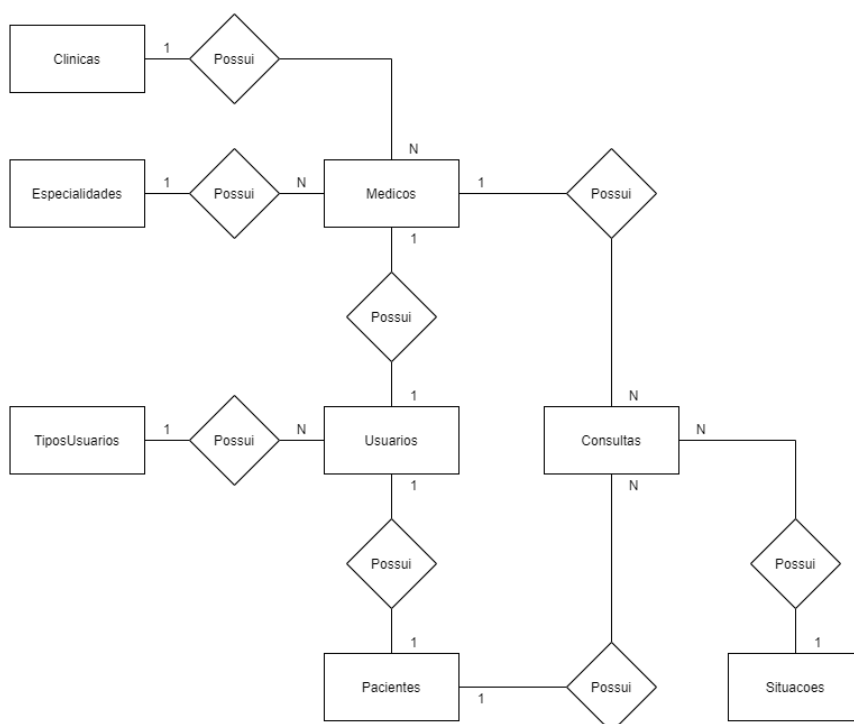 Clinicas
1
Possui
N
Especialidades
1
Possui
N
Medicos
1
Possui
1
Possui
1
N
TiposUsuarios
1
Possui
N
Usuarios
Consultas
N
1
N
Possui
Possui
1
1
Pacientes
1
Possui
Situacoes